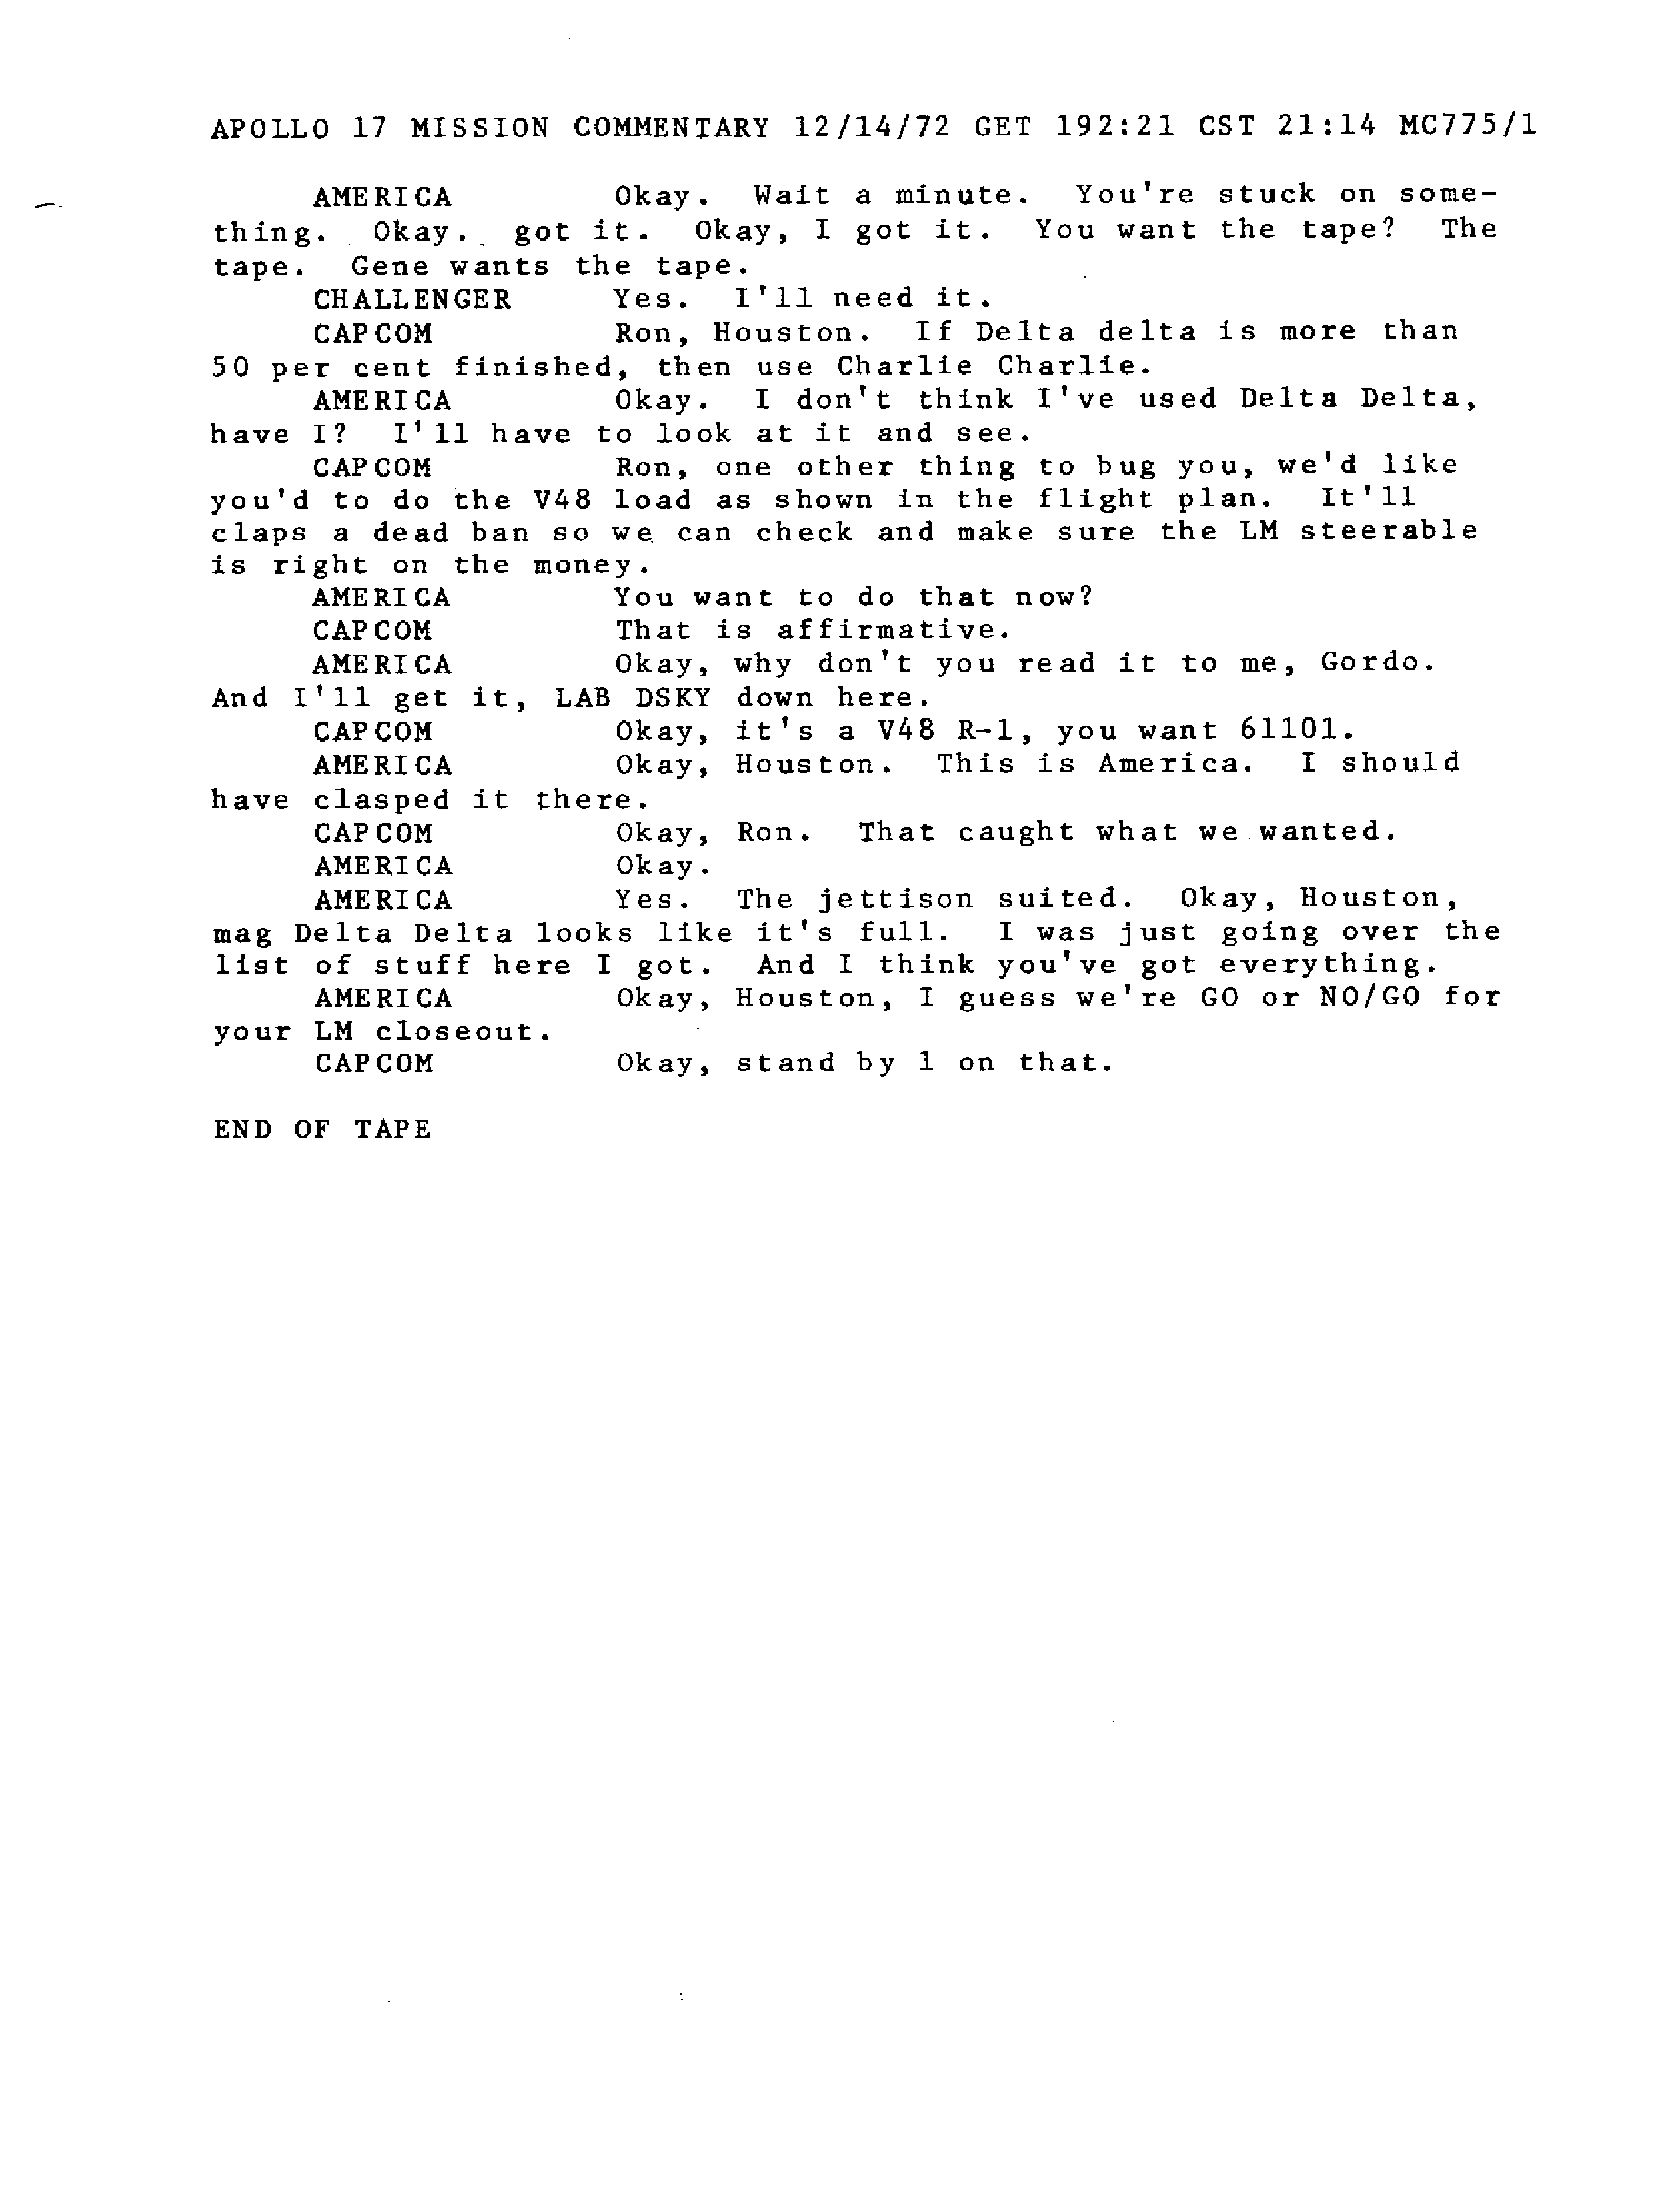 APOLLO 17 MISSION COMMENTARY 12/14/72 GET 192:21 CST 21:14 MC775/1
AMERICA Okay. Wait a minute. You're stuck on some-
thing. Okay. got it. Okay, I got it. You want the tape? The
tape. Gene wants the tape.
CHALLENGER Yes. I'll need it.
CAPCOM Ron, Houston. If Delta delta is more than
50 per cent finished, then use Charlie Charlie.
AMERICA Okay. I don't think I've used Delta Delta,
have I? I'll have to look at it and see.
CAPCOM Ron, one other thing to bug you, we'd like
you'd to do the V48 load as shown in the flight plan. It'll
claps a dead ban so we can check and make sure the LM steerable
is right on the money.
AMERICA You want to do that now?
CAPCOM That is affirmative.
AMERICA Okay, why don't you read it to me, Gordo.
And I'll get it, LAB DSKY down here.
CAPCOM Okay, it's a V48 R-1, you want 61101.
AMERICA Okay, Houston. This is America. I should
have clasped it there.
CAPCOM Okay, Ron. That caught what we wanted.
AMERICA Okay.
AMERICA Yes. The jettison suited. Okay, Houston,
mag Delta Delta looks like it's full. I was just going over the
list of stuff here I got. And I think you've got everything.
AMERICA Okay, Houston, I guess we're GO or NO/GO for
your LM closeout.
CAPCOM Okay, stand by 1 on that.
END OF TAPE